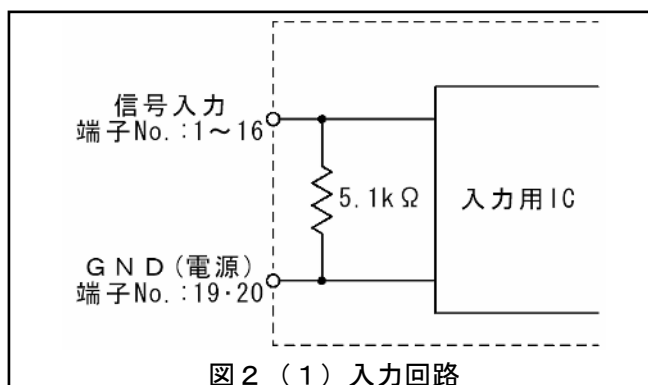 信号入力
端子No.:1～16
5.1kΩ
入力用IC
GND(電源)
端子No.:19･20
図2(1)入力回路